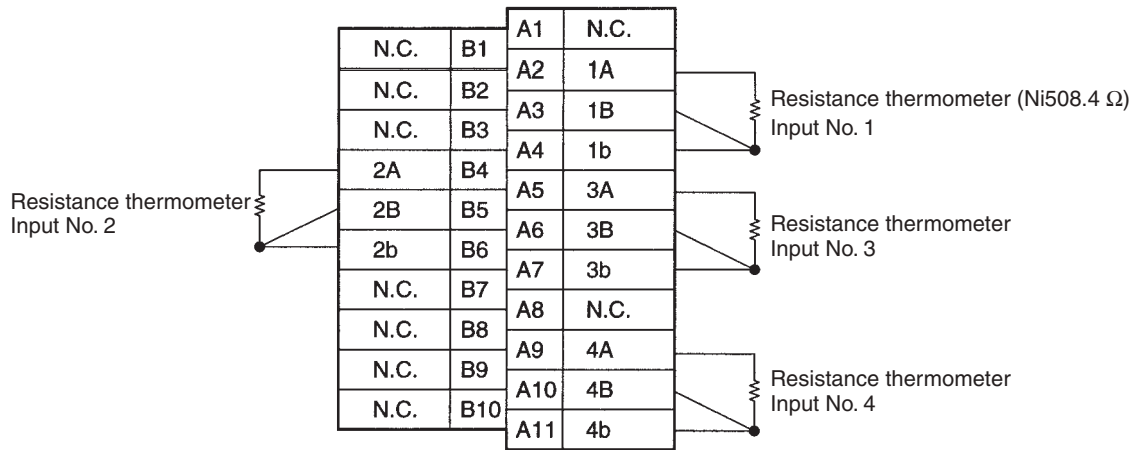 A1 N.C.
N.C. B1
A2 1A
N.C. B2
A3 1B
Resistance thermometer (Ni508.4 Ω)
Input No. 1
N.C. B3
A4 1b
2A B4
A5 3A
Resistance thermometer
Input No. 2
2B B5
A6 3B
Resistance thermometer
Input No. 3
2b B6
A7 3b
N.C. B7
A8 N.C.
N.C. B8
A9 4A
N.C. B9
A10 4B
Resistance thermometer
Input No. 4
N.C. B10
A11 4b